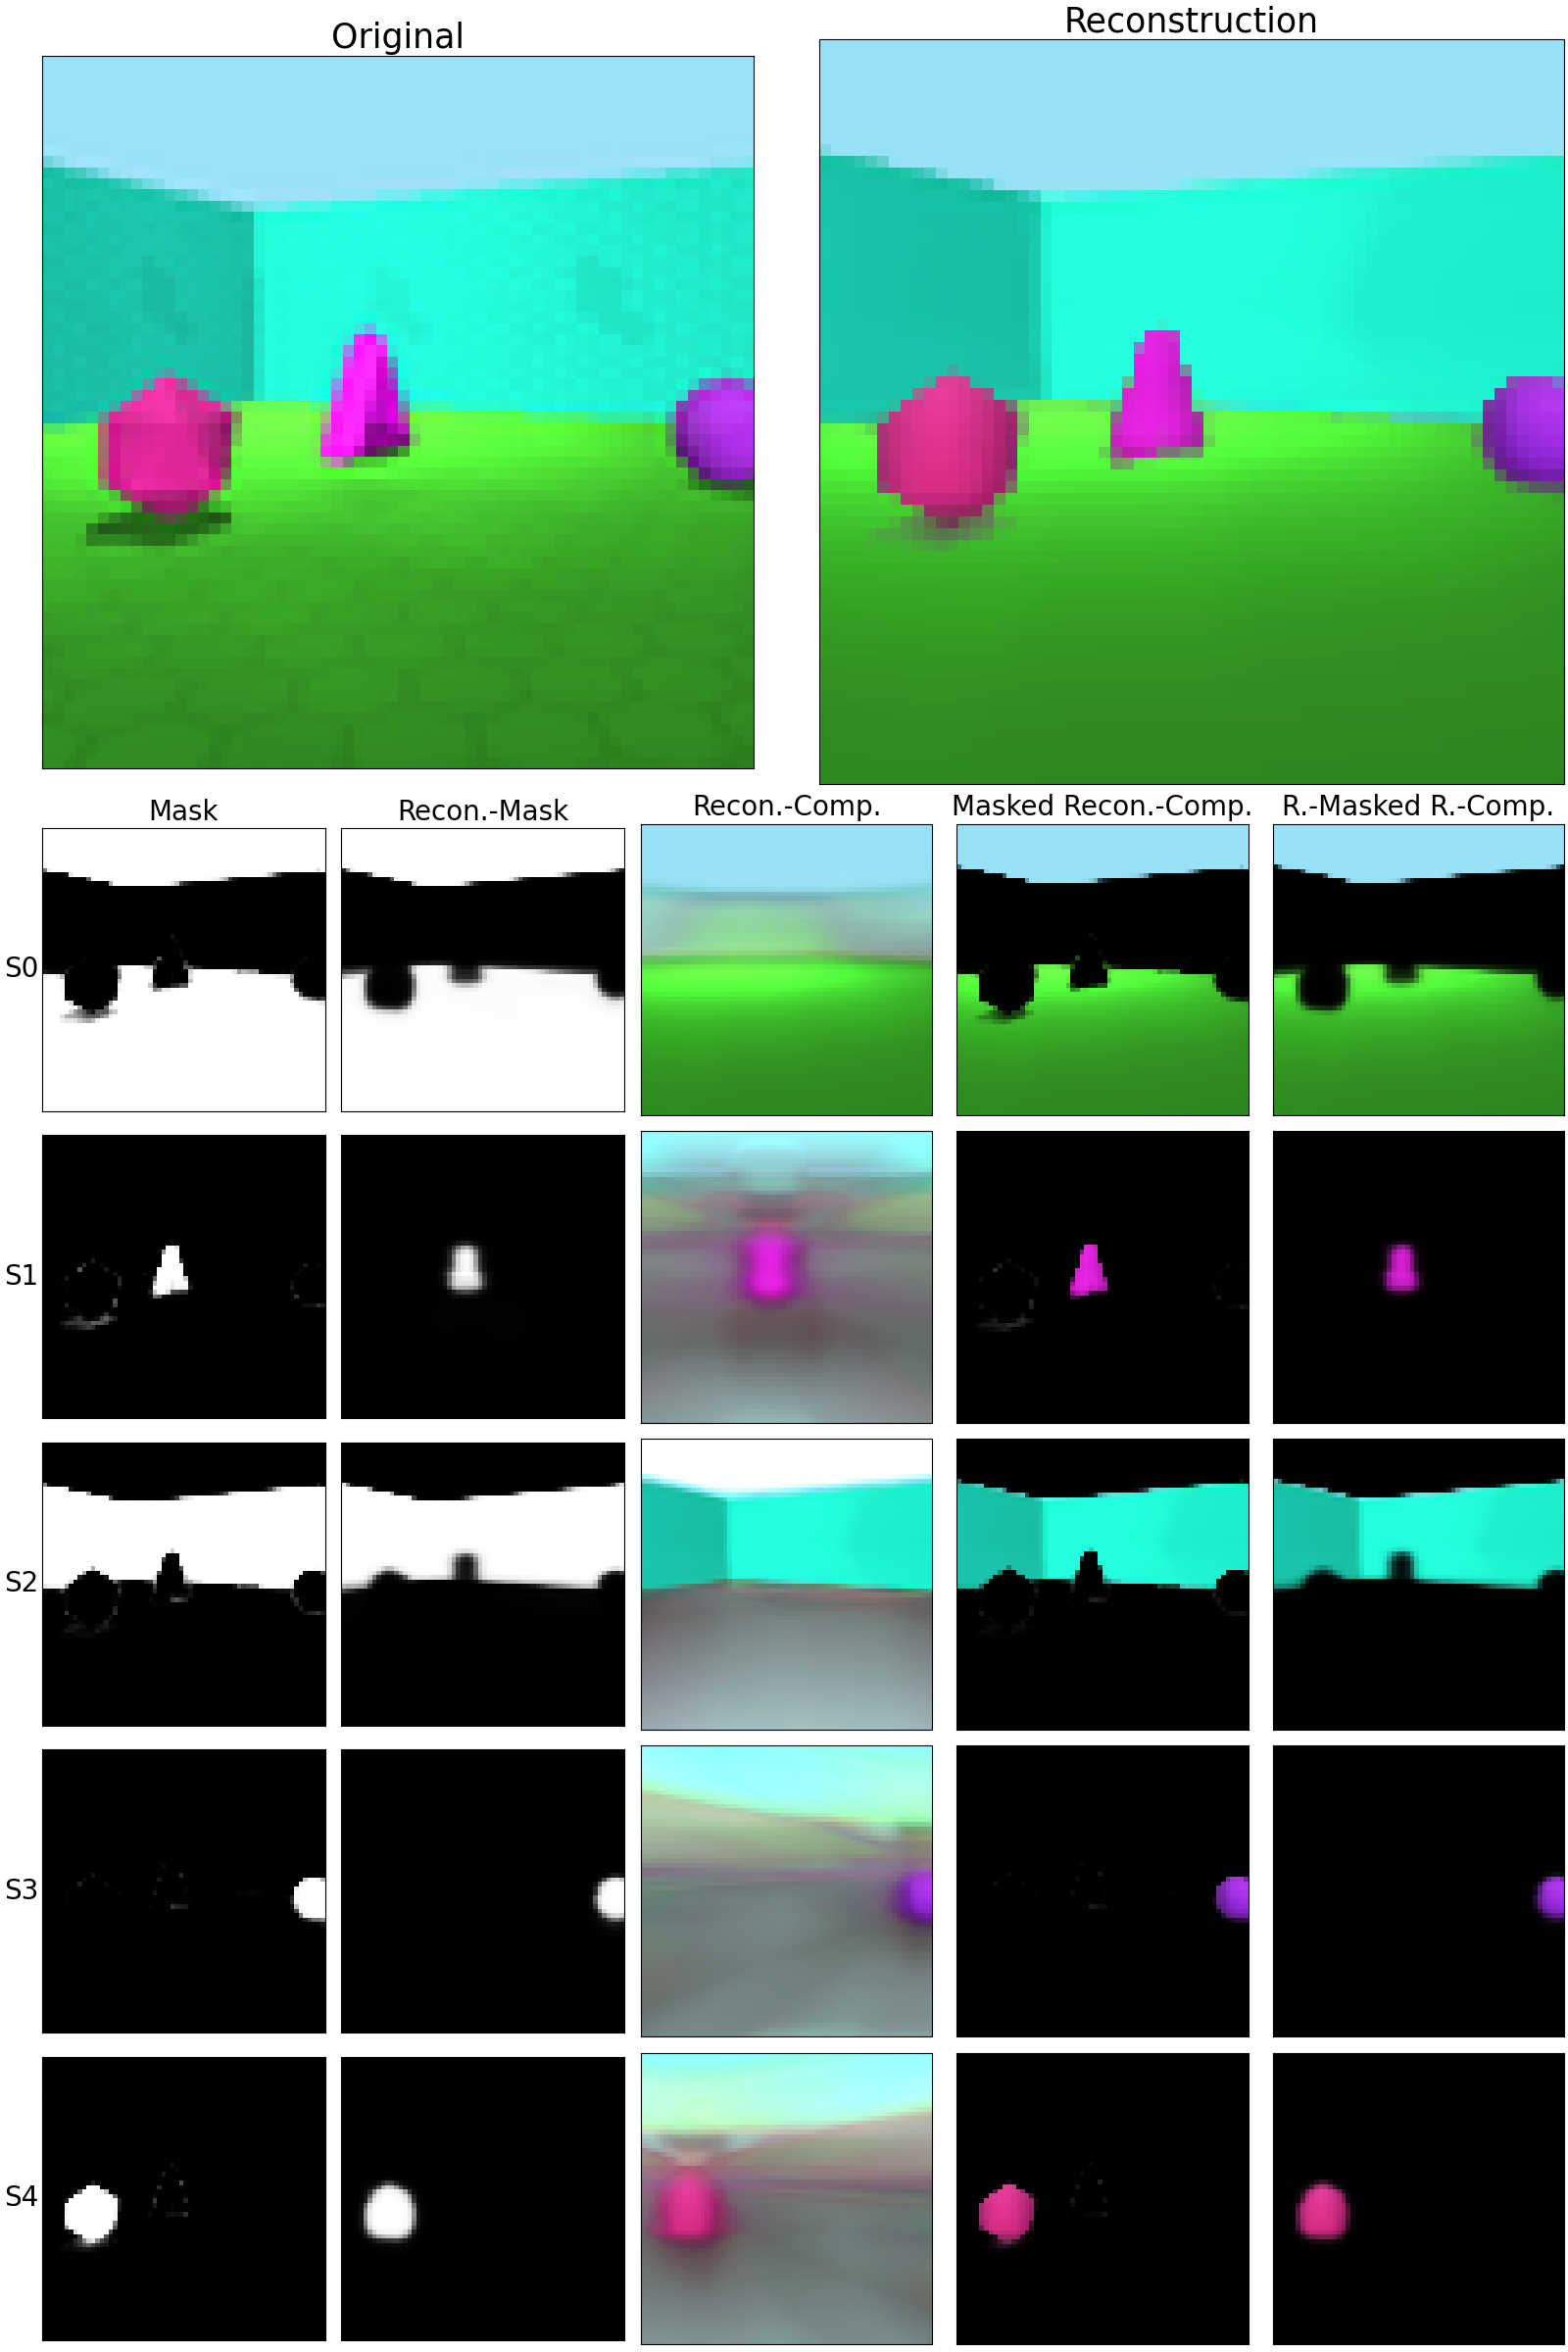 Original
Reconstruction
Mask
Recon.-Mask
Recon.-Comp.
Masked Recon.-Comp.
R.-Masked R.-Comp.
S0
S1
S2
S3
S4